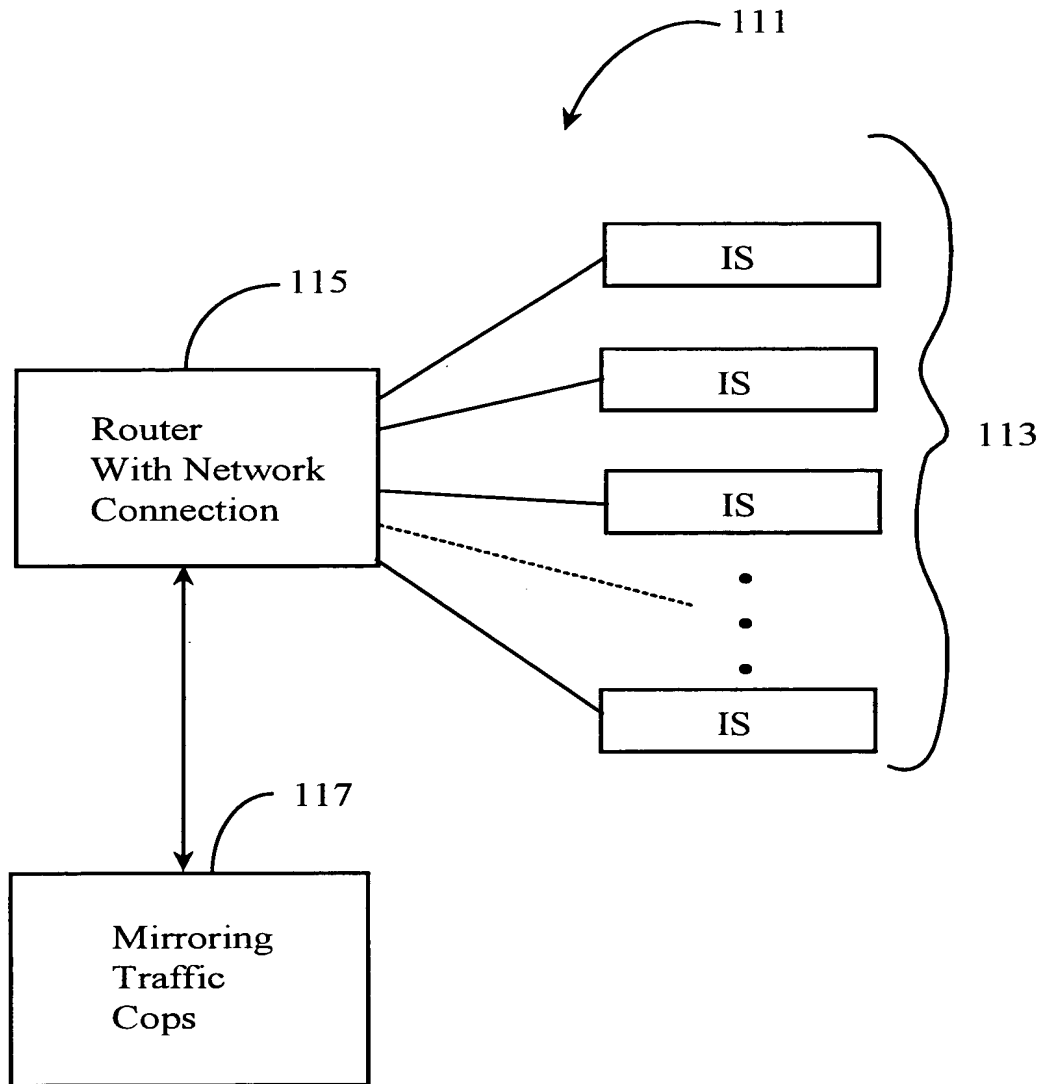 111
IS
115
IS
Router
With Network
Connection
113
IS
IS
117
Mirroring
Traffic
Cops